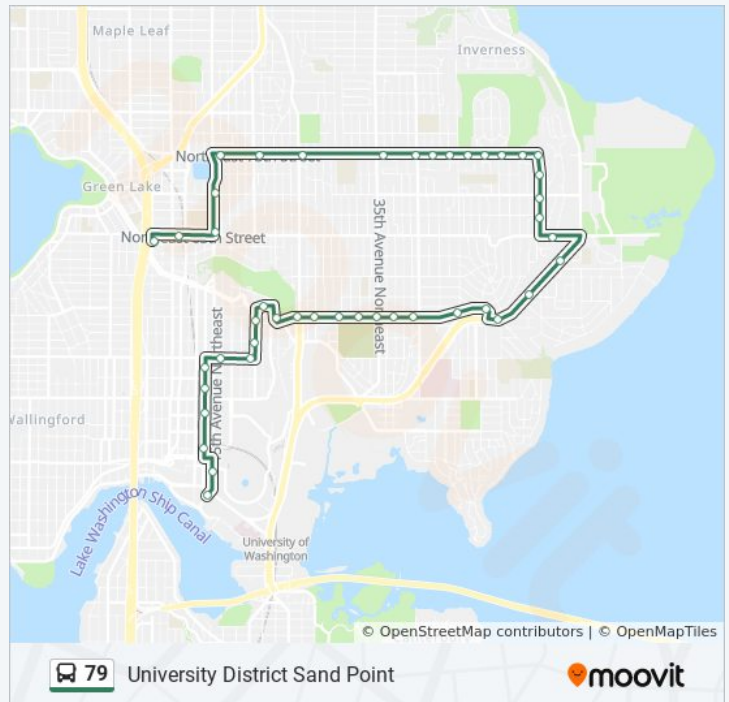 Maple Leaf
Inverness
Green Lake
35th Avenue Northeast
5th Avenue Northeast
Wallingford
Lake Washington Ship Canal
University of
Washington
© OpenStreetMap contributors | © OpenMapTiles
79 University District Sand Point
moovit